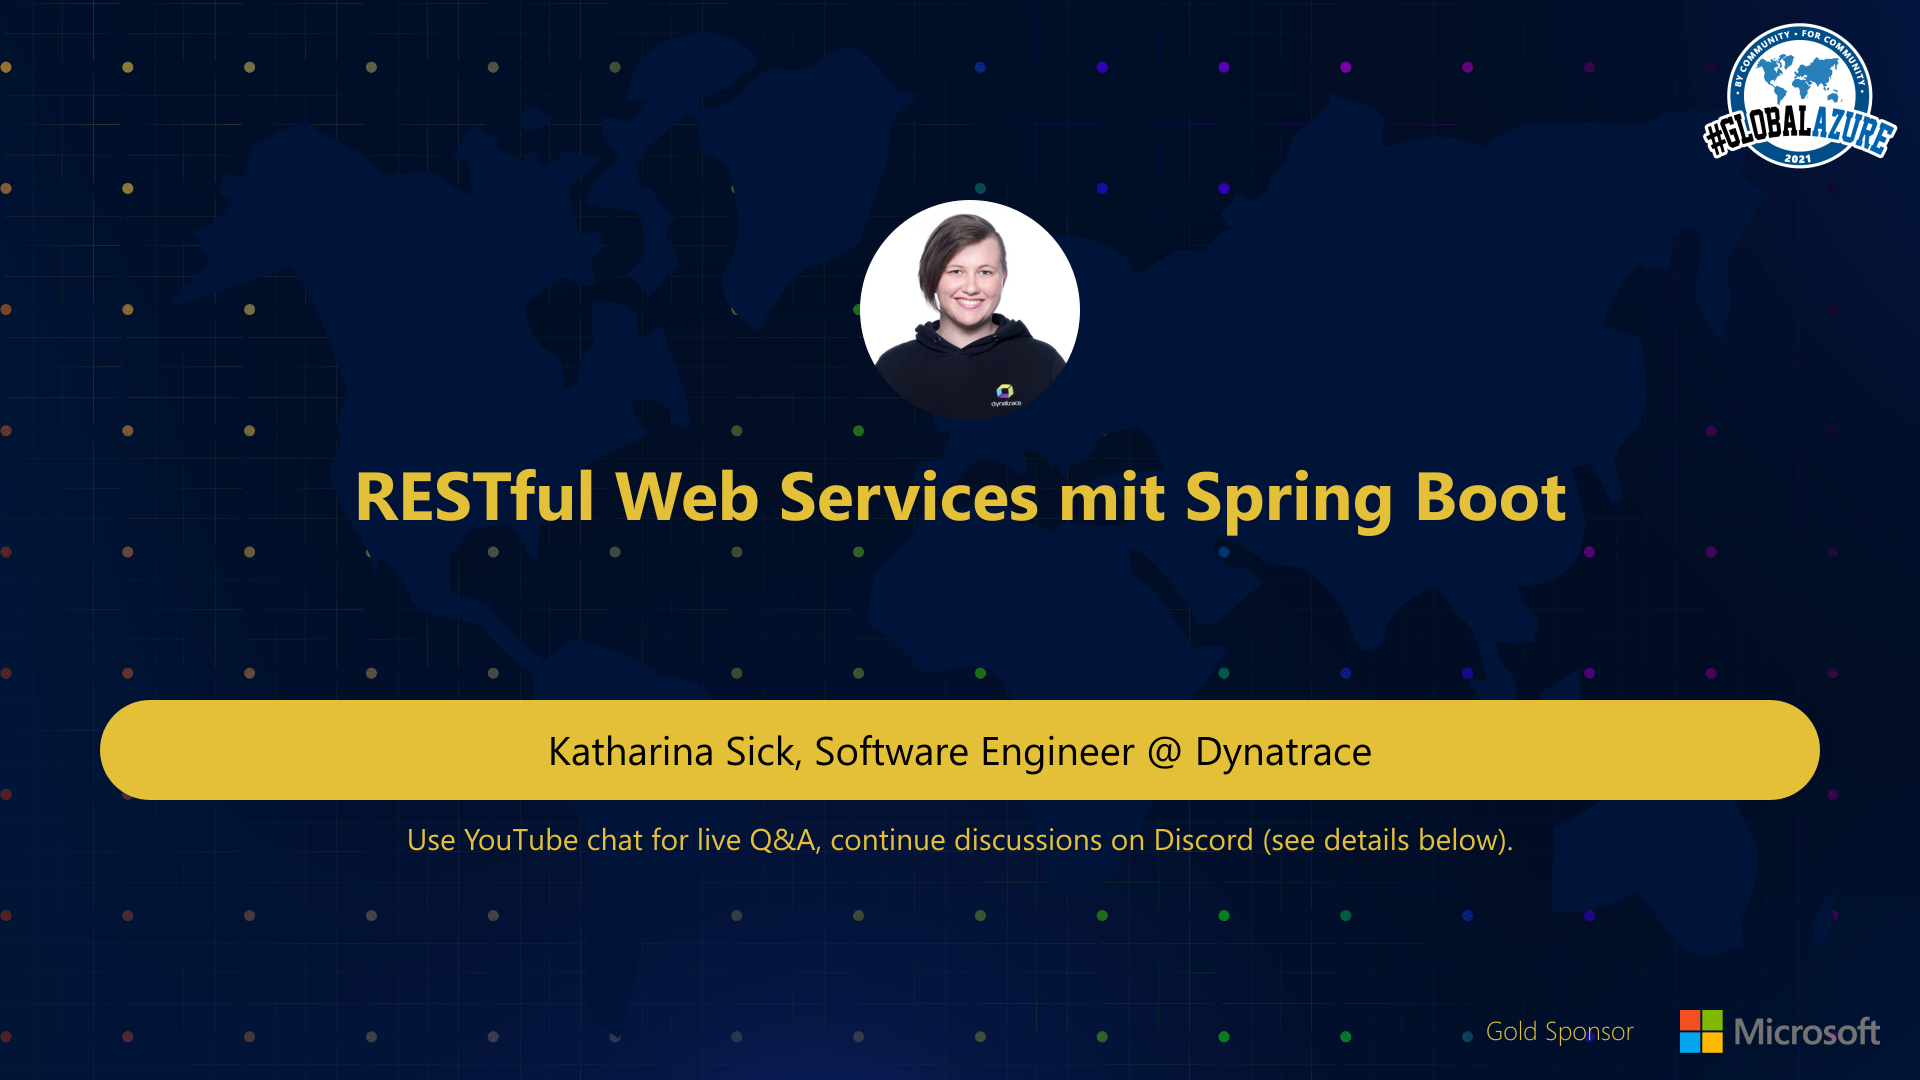 BY COMMUNITY • FOR COMMUNITY
#GLOBALAZURE
2021
dynatrace
RESTful Web Services mit Spring Boot
Katharina Sick, Software Engineer @ Dynatrace
Use YouTube chat for live Q&A, continue discussions on Discord (see details below).
Gold Sponsor
Microsoft